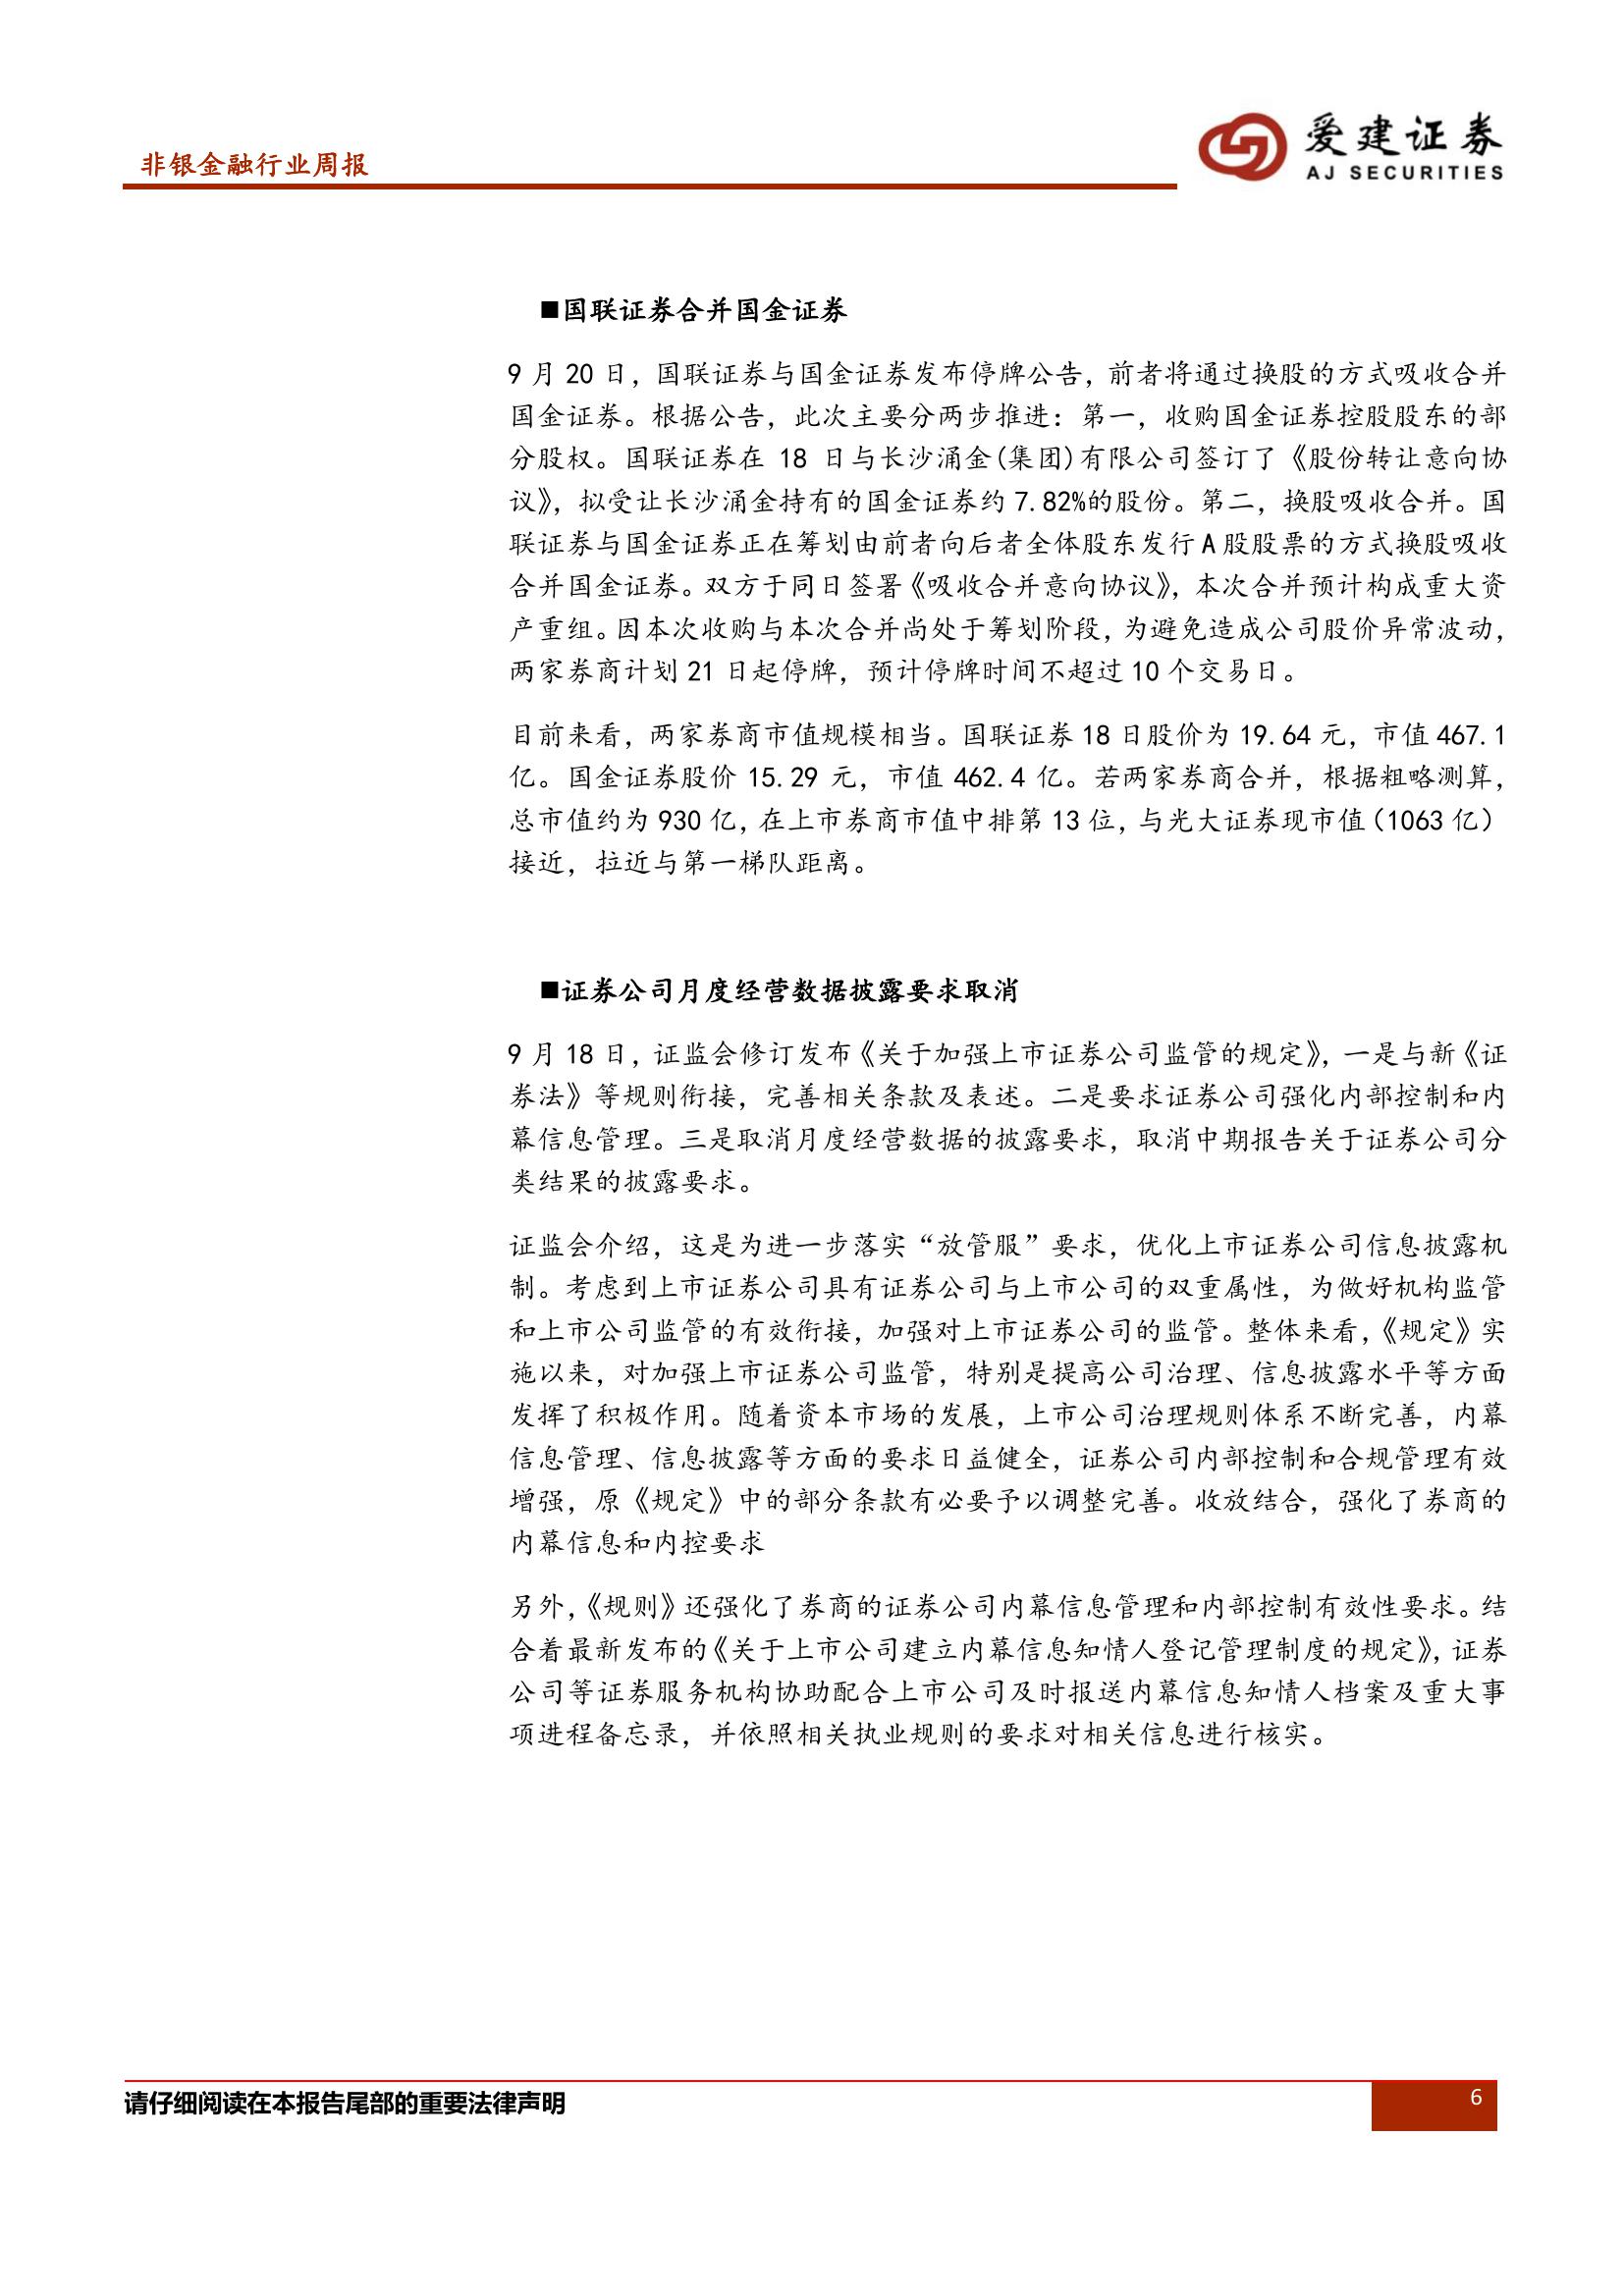 非银金融行业周报
爱建证券
AJ SECURITIES
■国联证券合并国金证券
9 月 20 日，国联证券与国金证券发布停牌公告，前者将通过换股的方式吸收合并
国金证券。根据公告，此次主要分两步推进：第一，收购国金证券控股股东的部
分股权。国联证券在 18 日与长沙涌金(集团)有限公司签订了《股份转让意向协
议》，拟受让长沙涌金持有的国金证券约 7.82%的股份。第二，换股吸收合并。国
联证券与国金证券正在筹划由前者向后者全体股东发行 A 股股票的方式换股吸收
合并国金证券。双方于同日签署《吸收合并意向协议》，本次合并预计构成重大资
产重组。因本次收购与本次合并尚处于筹划阶段，为避免造成公司股价异常波动，
两家券商计划 21 日起停牌，预计停牌时间不超过 10 个交易日。
目前来看，两家券商市值规模相当。国联证券 18 日股价为 19.64 元，市值 467.1
亿。国金证券股价 15.29 元，市值 462.4 亿。若两家券商合并，根据粗略测算，
总市值约为 930 亿，在上市券商市值中排第 13 位，与光大证券现市值（1063 亿）
接近，拉近与第一梯队距离。
■证券公司月度经营数据披露要求取消
9 月 18 日，证监会修订发布《关于加强上市证券公司监管的规定》，一是与新《证
券法》等规则衔接，完善相关条款及表述。二是要求证券公司强化内部控制和内
幕信息管理。三是取消月度经营数据的披露要求，取消中期报告关于证券公司分
类结果的披露要求。
证监会介绍，这是为进一步落实“放管服”要求，优化上市证券公司信息披露机
制。考虑到上市证券公司具有证券公司与上市公司的双重属性，为做好机构监管
和上市公司监管的有效衔接，加强对上市证券公司的监管。整体来看，《规定》实
施以来，对加强上市证券公司监管，特别是提高公司治理、信息披露水平等方面
发挥了积极作用。随着资本市场的发展，上市公司治理规则体系不断完善，内幕
信息管理、信息披露等方面的要求日益健全，证券公司内部控制和合规管理有效
增强，原《规定》中的部分条款有必要予以调整完善。收放结合，强化了券商的
内幕信息和内控要求
另外，《规则》还强化了券商的证券公司内幕信息管理和内部控制有效性要求。结
合着最新发布的《关于上市公司建立内幕信息知情人登记管理制度的规定》，证券
公司等证券服务机构协助配合上市公司及时报送内幕信息知情人档案及重大事
项进程备忘录，并依照相关执业规则的要求对相关信息进行核实。
请仔细阅读在本报告尾部的重要法律声明
6